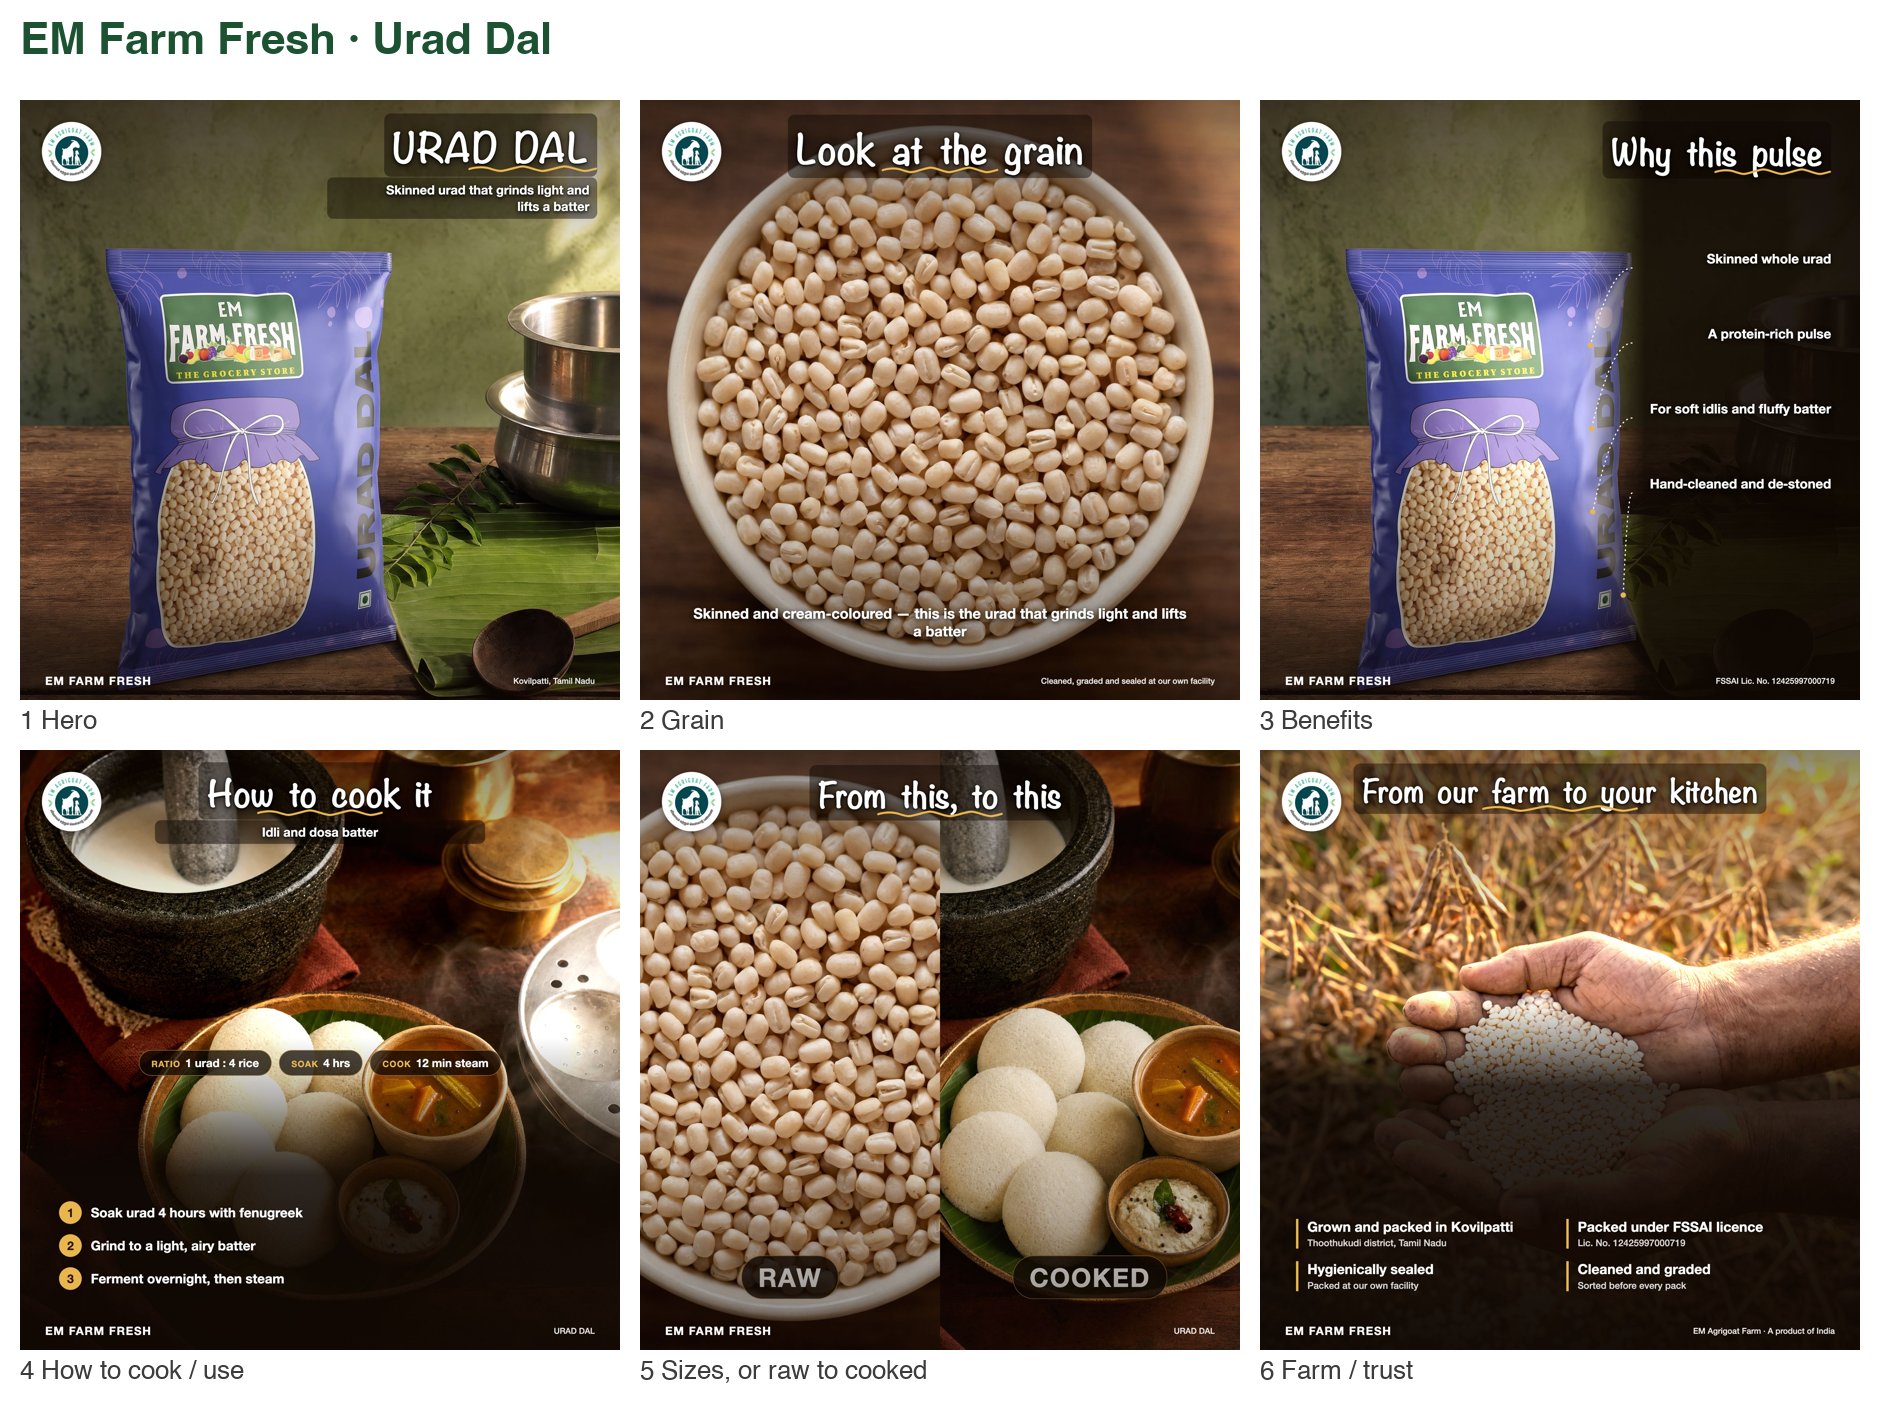 EM Farm Fresh · Urad Dal
URAD DAL
Skinned urad that grinds light and
lifts a batter
EM
FARM FRESH
THE GROCERY STORE
URAD DAL
EM FARM FRESH
Kovilpatti, Tamil Nadu
1 Hero
Look at the grain
Skinned and cream-coloured — this is the urad that grinds light and lifts
a batter
EM FARM FRESH
Cleaned, graded and sealed at our own facility
2 Grain
Why this pulse
Skinned whole urad
A protein-rich pulse
For soft idlis and fluffy batter
Hand-cleaned and de-stoned
EM
FARM FRESH
THE GROCERY STORE
URAD DAL
EM FARM FRESH
FSSAI Lic. No. 12425997000719
3 Benefits
How to cook it
Idli and dosa batter
RATIO 1 urad : 4 rice
SOAK 4 hrs
COOK 12 min steam
1 Soak urad 4 hours with fenugreek
2 Grind to a light, airy batter
3 Ferment overnight, then steam
EM FARM FRESH
URAD DAL
4 How to cook / use
From this, to this
RAW
COOKED
EM FARM FRESH
URAD DAL
5 Sizes, or raw to cooked
From our farm to your kitchen
Grown and packed in Kovilpatti
Thoothukudi district, Tamil Nadu
Packed under FSSAI licence
Lic. No. 12425997000719
Hygienically sealed
Packed at our own facility
Cleaned and graded
Sorted before every pack
EM FARM FRESH
EM Agrigoat Farm · A product of India
6 Farm / trust